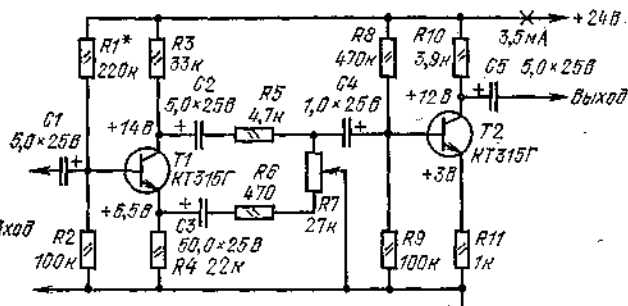 R1*
220к
R3
33к
C2
5,0×25В
R5
4,7к
C4
1,0×25В
R8
470к
R10
3,9к
3,5мА
+24В
C5 5,0×25В
Выход
C1
5,0×25В
+14В
T1
КТ315Г
+12В
T2
КТ315Г
R6
470
R7
27к
+3В
+6,5В
C3
50,0×25В
Вход
R2
100к
R4 22к
R9
100к
R11
1к